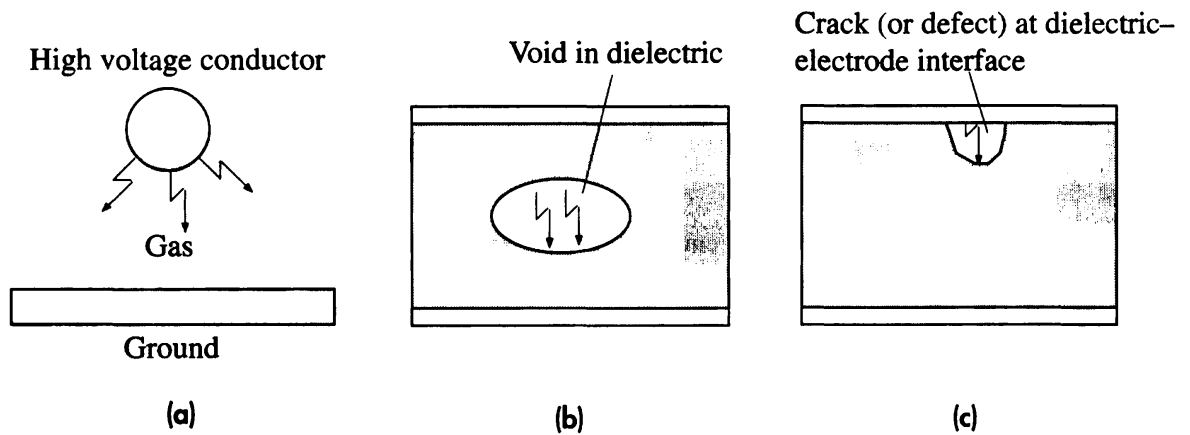 High voltage conductor
Gas
Ground
(a)
Void in dielectric
(b)
Crack (or defect) at dielectric–
electrode interface
(c)